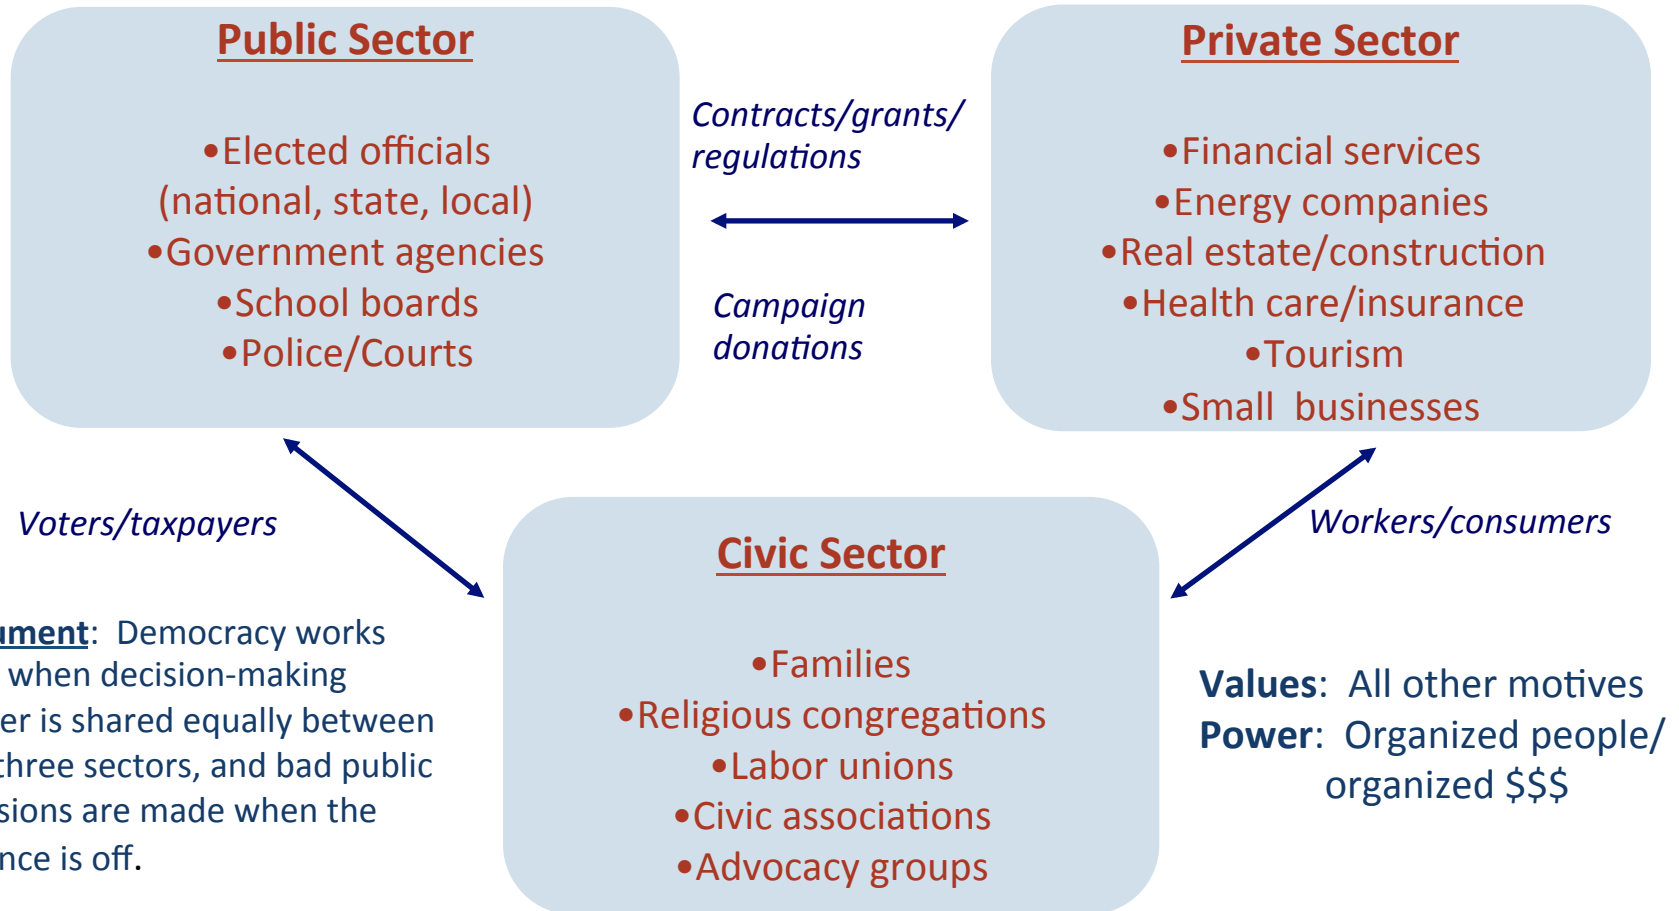 Public Sector
•Elected officials
(national, state, local)
•Government agencies
•School boards
•Police/Courts
Contracts/grants/
regulations
Campaign
donations
Private Sector
•Financial services
•Energy companies
•Real estate/construction
•Health care/insurance
•Tourism
•Small  businesses
Voters/taxpayers
Workers/consumers
ument:  Democracy works
when decision-making
er is shared equally between
three sectors, and bad public
sions are made when the
nce is off.
Civic Sector
•Families
•Religious congregations
•Labor unions
•Civic associations
•Advocacy groups
Values:  All other motives
Power:  Organized people/
organized $$$